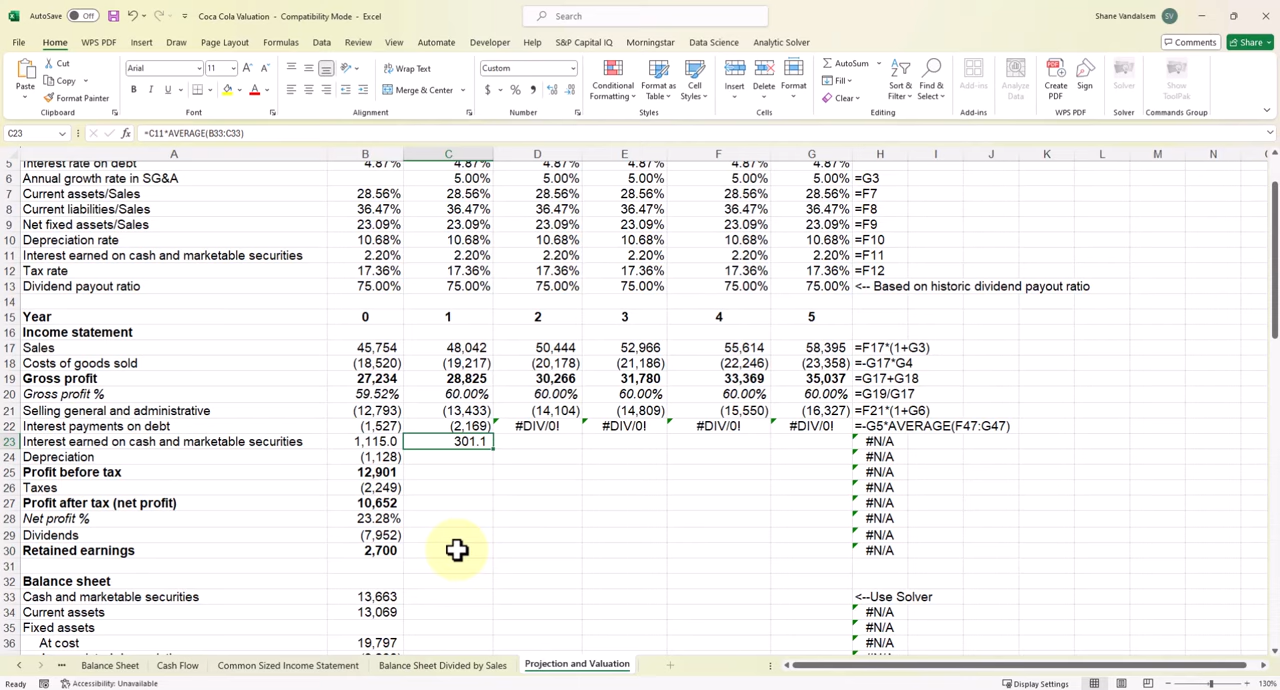 AutoSave Off Coca Cola Valuation - Compatibility Mode - Excel Search Shane Vandalsem SV
File Home WPS PDF Insert Draw Page Layout Formulas Data Review View Automate Developer Help S&P Capital IQ Morningstar Data Science Analytic Solver Comments Share
Paste Cut Copy Format Painter Clipboard
Arial 11 B I U A Font
Wrap Text Merge & Center Alignment
Custom $ % Number
Conditional Formatting Format as Table Cell Styles Styles
Insert Delete Format Cells
AutoSum Fill Clear Sort & Filter Find & Select Editing
Add-ins Add-ins
Analyze Data
Create PDF Sign WPS PDF
Solver Solver
Show ToolPak Commands Group
C23 fx =C11*AVERAGE(B33:C33)
A B C D E F G H I J K L M N
5 Interest rate on debt 4.87% 4.87% 4.87% 4.87% 4.87% 4.87%
6 Annual growth rate in SG&A 5.00% 5.00% 5.00% 5.00% 5.00% =G3
7 Current assets/Sales 28.56% 28.56% 28.56% 28.56% 28.56% 28.56% =F7
8 Current liabilities/Sales 36.47% 36.47% 36.47% 36.47% 36.47% 36.47% =F8
9 Net fixed assets/Sales 23.09% 23.09% 23.09% 23.09% 23.09% 23.09% =F9
10 Depreciation rate 10.68% 10.68% 10.68% 10.68% 10.68% 10.68% =F10
11 Interest earned on cash and marketable securities 2.20% 2.20% 2.20% 2.20% 2.20% 2.20% =F11
12 Tax rate 17.36% 17.36% 17.36% 17.36% 17.36% 17.36% =F12
13 Dividend payout ratio 75.00% 75.00% 75.00% 75.00% 75.00% 75.00% <-- Based on historic dividend payout ratio
14
15 Year 0 1 2 3 4 5
16 Income statement
17 Sales 45,754 48,042 50,444 52,966 55,614 58,395 =F17*(1+G3)
18 Costs of goods sold (18,520) (19,217) (20,178) (21,186) (22,246) (23,358) =-G17*G4
19 Gross profit 27,234 28,825 30,266 31,780 33,369 35,037 =G17+G18
20 Gross profit % 59.52% 60.00% 60.00% 60.00% 60.00% 60.00% =G19/G17
21 Selling general and administrative (12,793) (13,433) (14,104) (14,809) (15,550) (16,327) =F21*(1+G6)
22 Interest payments on debt (1,527) (2,169) #DIV/0! #DIV/0! #DIV/0! #DIV/0! =-G5*AVERAGE(F47:G47)
23 Interest earned on cash and marketable securities 1,115.0 301.1 #N/A
24 Depreciation (1,128) #N/A
25 Profit before tax 12,901 #N/A
26 Taxes (2,249) #N/A
27 Profit after tax (net profit) 10,652 #N/A
28 Net profit % 23.28% #N/A
29 Dividends (7,952) #N/A
30 Retained earnings 2,700 #N/A
31
32 Balance sheet
33 Cash and marketable securities 13,663 <--Use Solver
34 Current assets 13,069 #N/A
35 Fixed assets #N/A
36 At cost 19,797 #N/A
Balance Sheet Cash Flow Common Sized Income Statement Balance Sheet Divided by Sales Projection and Valuation
Ready Accessibility: Unavailable Display Settings 130%